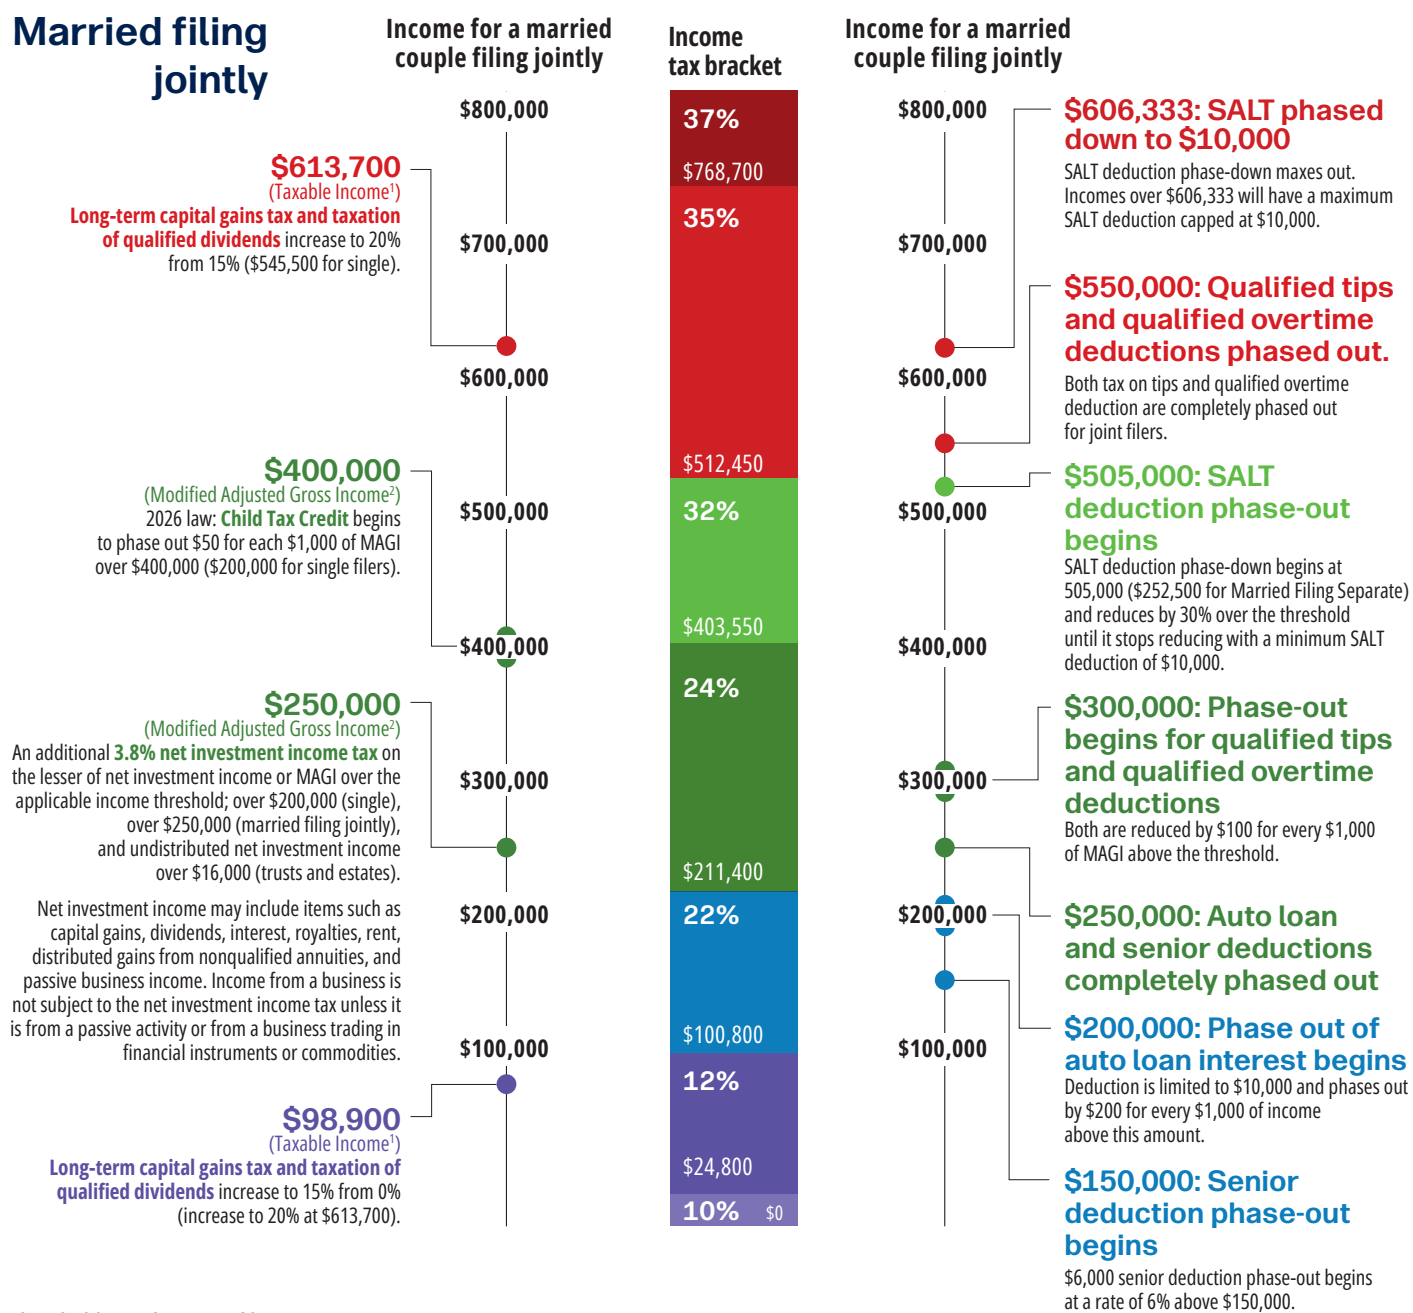 Married filing
jointly
Income for a married
couple filing jointly
Income
tax bracket
Income for a married
couple filing jointly
$613,700
(Taxable Income¹)
Long-term capital gains tax and taxation
of qualified dividends increase to 20%
from 15% ($545,500 for single).
$400,000
(Modified Adjusted Gross Income²)
2026 law: Child Tax Credit begins
to phase out $50 for each $1,000 of MAGI
over $400,000 ($200,000 for single filers).
$250,000
(Modified Adjusted Gross Income²)
An additional 3.8% net investment income tax on
the lesser of net investment income or MAGI over the
applicable income threshold; over $200,000 (single),
over $250,000 (married filing jointly),
and undistributed net investment income
over $16,000 (trusts and estates).
Net investment income may include items such as
capital gains, dividends, interest, royalties, rent,
distributed gains from nonqualified annuities, and
passive business income. Income from a business is
not subject to the net investment income tax unless it
is from a passive activity or from a business trading in
financial instruments or commodities.
$98,900
(Taxable Income¹)
Long-term capital gains tax and taxation of
qualified dividends increase to 15% from 0%
(increase to 20% at $613,700).
$800,000
$700,000
$600,000
$500,000
$400,000
$300,000
$200,000
$100,000
37%
$768,700
35%
$512,450
32%
$403,550
24%
$211,400
22%
$100,800
12%
$24,800
10% $0
$800,000
$700,000
$600,000
$500,000
$400,000
$300,000
$200,000
$100,000
$606,333: SALT phased
down to $10,000
SALT deduction phase-down maxes out.
Incomes over $606,333 will have a maximum
SALT deduction capped at $10,000.
$550,000: Qualified tips
and qualified overtime
deductions phased out.
Both tax on tips and qualified overtime
deduction are completely phased out
for joint filers.
$505,000: SALT
deduction phase-out
begins
SALT deduction phase-down begins at
505,000 ($252,500 for Married Filing Separate)
and reduces by 30% over the threshold
until it stops reducing with a minimum SALT
deduction of $10,000.
$300,000: Phase-out
begins for qualified tips
and qualified overtime
deductions
Both are reduced by $100 for every $1,000
of MAGI above the threshold.
$250,000: Auto loan
and senior deductions
completely phased out
$200,000: Phase out of
auto loan interest begins
Deduction is limited to $10,000 and phases out
by $200 for every $1,000 of income
above this amount.
$150,000: Senior
deduction phase-out
begins
$6,000 senior deduction phase-out begins
at a rate of 6% above $150,000.